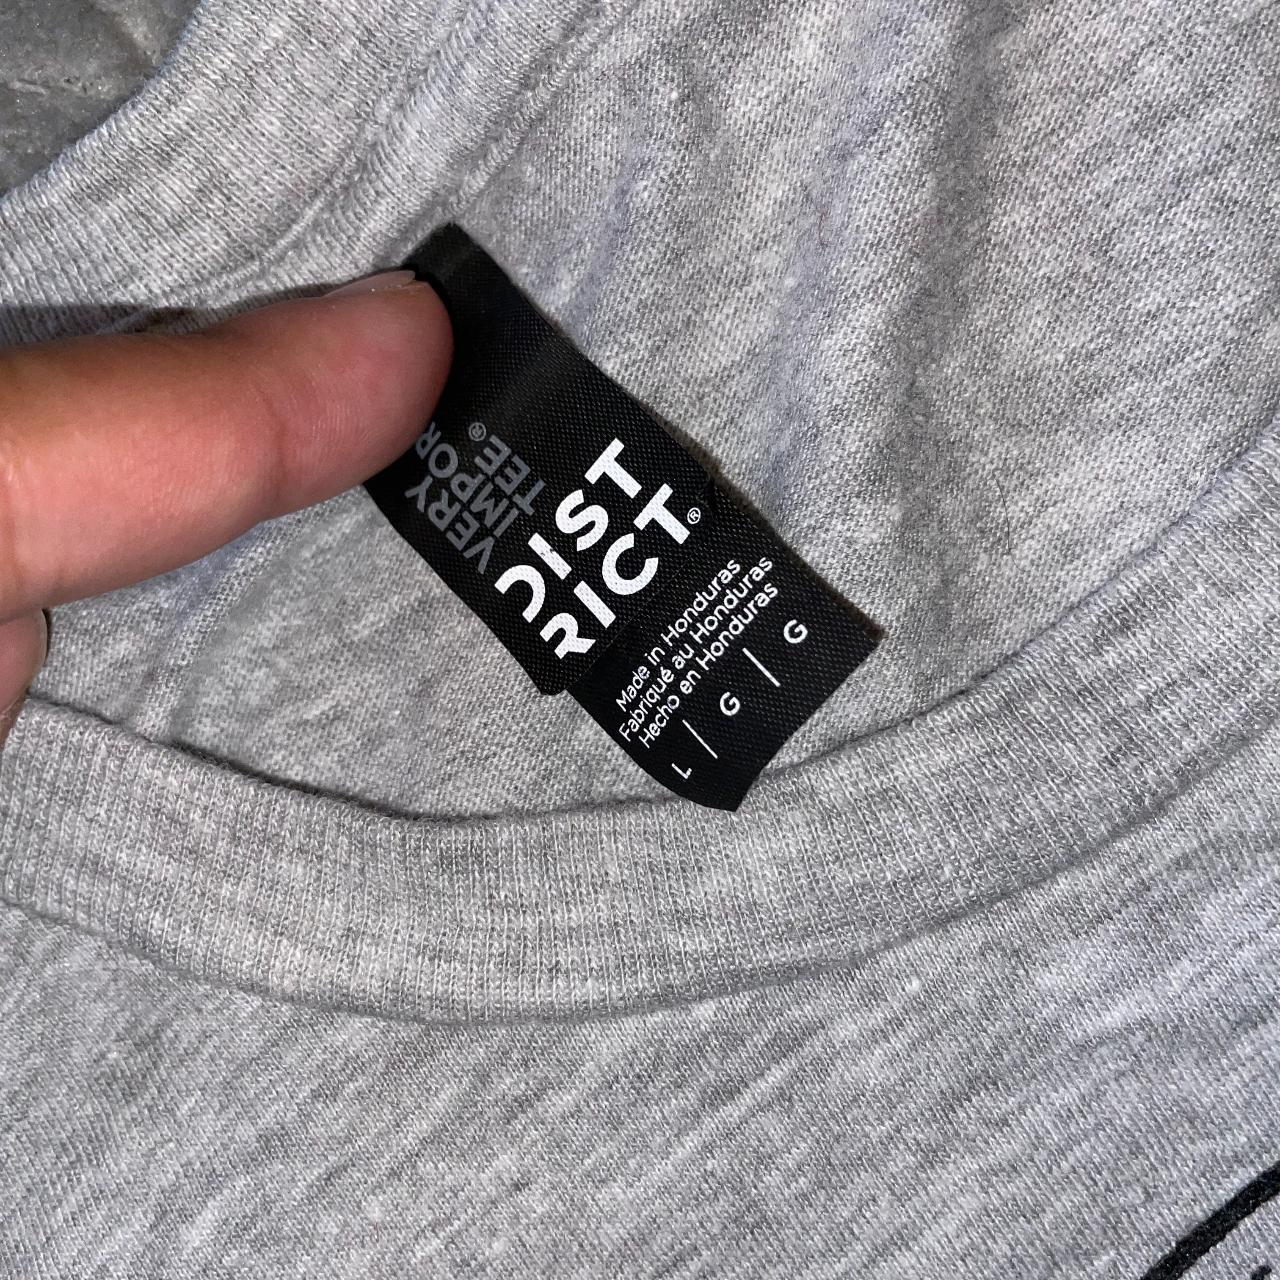 VERY
IMPOR
TEE®
DIST
RICT®
Made in Honduras
Fabriqué au Honduras
Hecho en Honduras
L | G | G